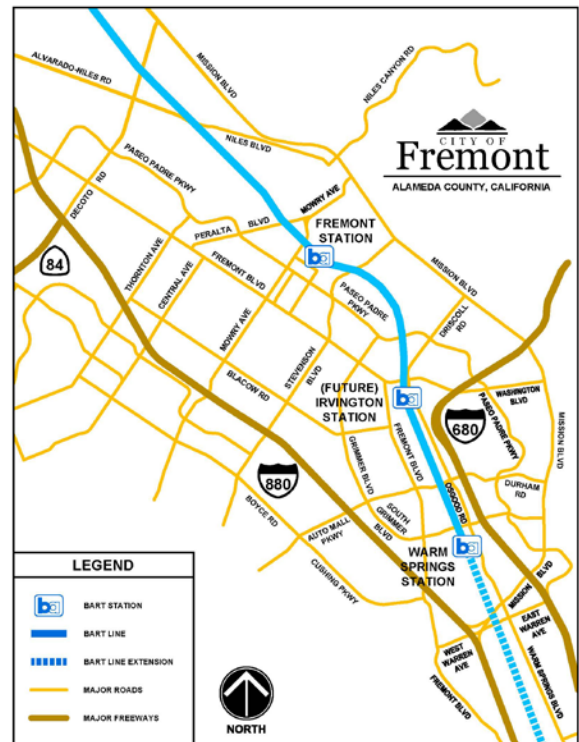 MISSION BLVD
ALVARADO-NILES RD
NILES CANYON RD
NILES BLVD
CITY OF
Fremont
ALAMEDA COUNTY, CALIFORNIA
PASEO PADRE PKWY
DECOTO RD
MOWRY AVE
PERALTA BLVD
FREMONT
STATION
84
THORNTON AVE
CENTRAL AVE
FREMONT BLVD
MISSION BLVD
PASEO PADRE
PKWY
DRISCOLL
RD
MOWRY AVE
STEVENSON
BLVD
BLACOW RD
(FUTURE)
IRVINGTON
STATION
WASHINGTON
BLVD
PASEO PADRE PKWY
680
MISSION BLVD
FREMONT BLVD
GRIMMER BLVD
880
DURHAM
RD
OSGOOD RD
BOYCE RD
SOUTH
GRIMMER
BLVD
AUTO MALL
PKWY
WARM
SPRINGS
STATION
CUSHING PKWY
MISSION BLVD
EAST
WARREN
AVE
WEST
WARREN
AVE
WARM SPRINGS BLVD
FREMONT BLVD
LEGEND
b
BART STATION
BART LINE
BART LINE EXTENSION
MAJOR ROADS
MAJOR FREEWAYS
NORTH